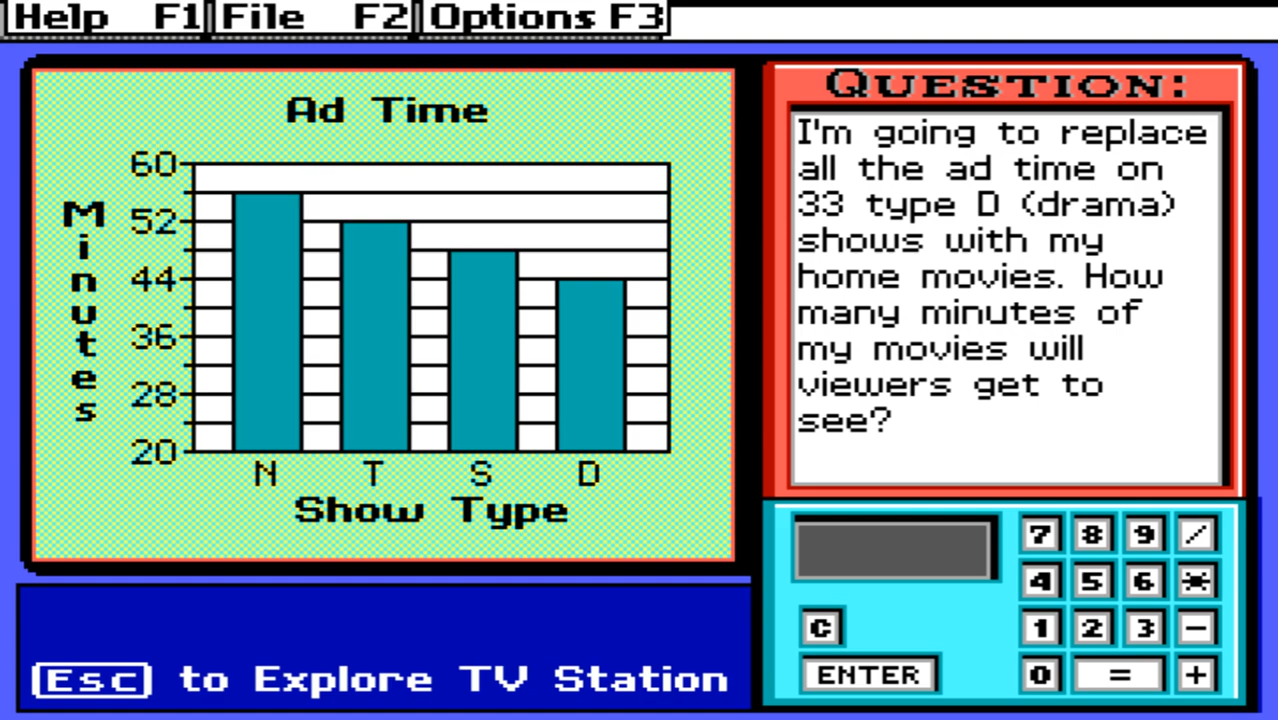 Help F1 File F2 Options F3
Ad Time
Minutes
60
52
44
36
28
20
N T S D
Show Type
QUESTION:
I'm going to replace
all the ad time on
33 type D (drama)
shows with my
home movies. How
many minutes of
my movies will
viewers get to
see?
7 8 9 /
4 5 6 *
C 1 2 3 -
ENTER 0 = +
Esc to Explore TV Station